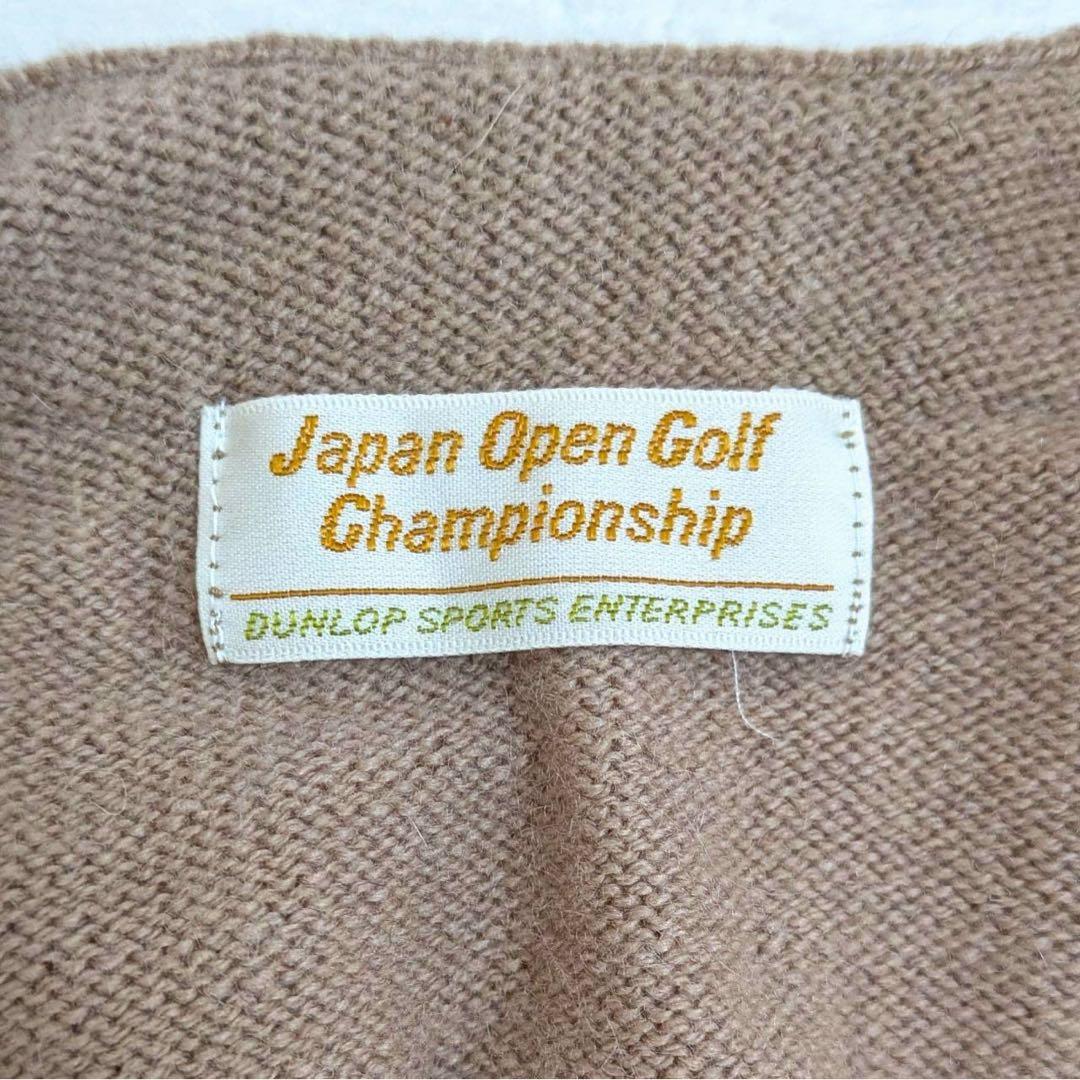 Japan Open Golf
Championship
DUNLOP SPORTS ENTERPRISES